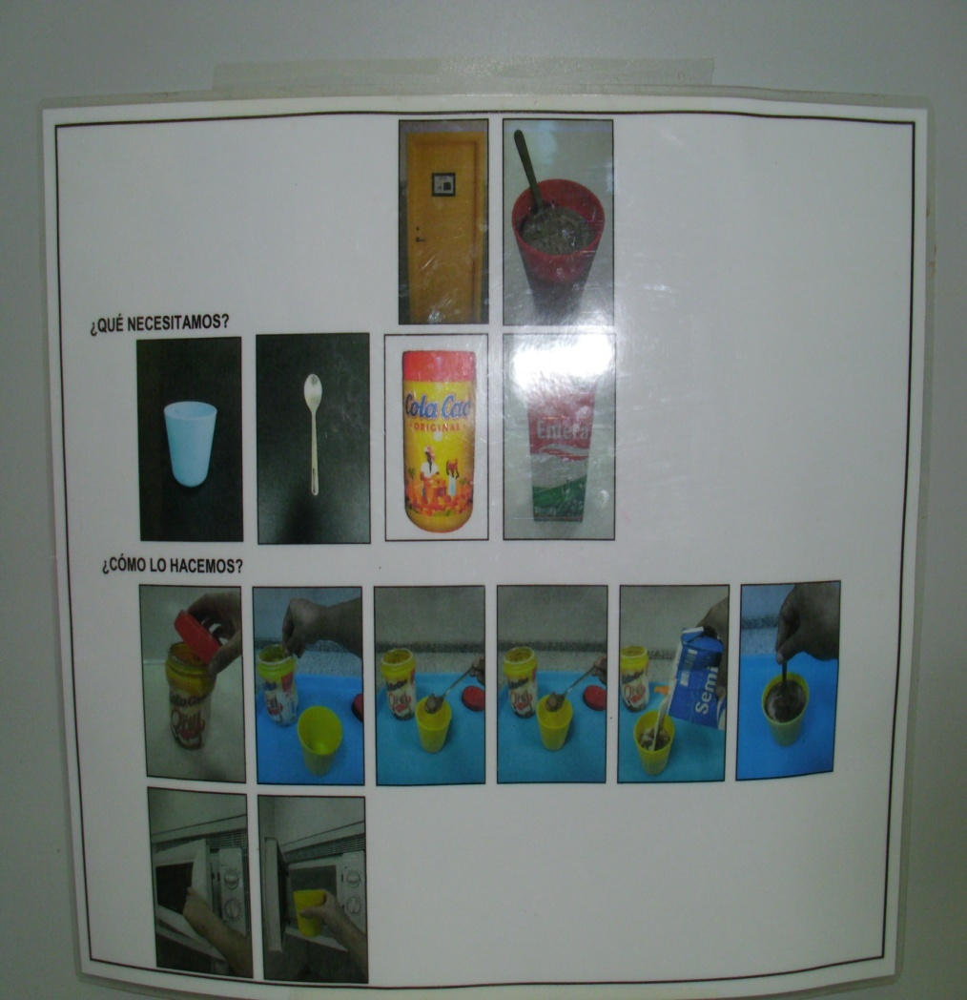 ¿QUÉ NECESITAMOS?
Cola Cao
ORIGINAL
Entera
¿CÓMO LO HACEMOS?
Semi